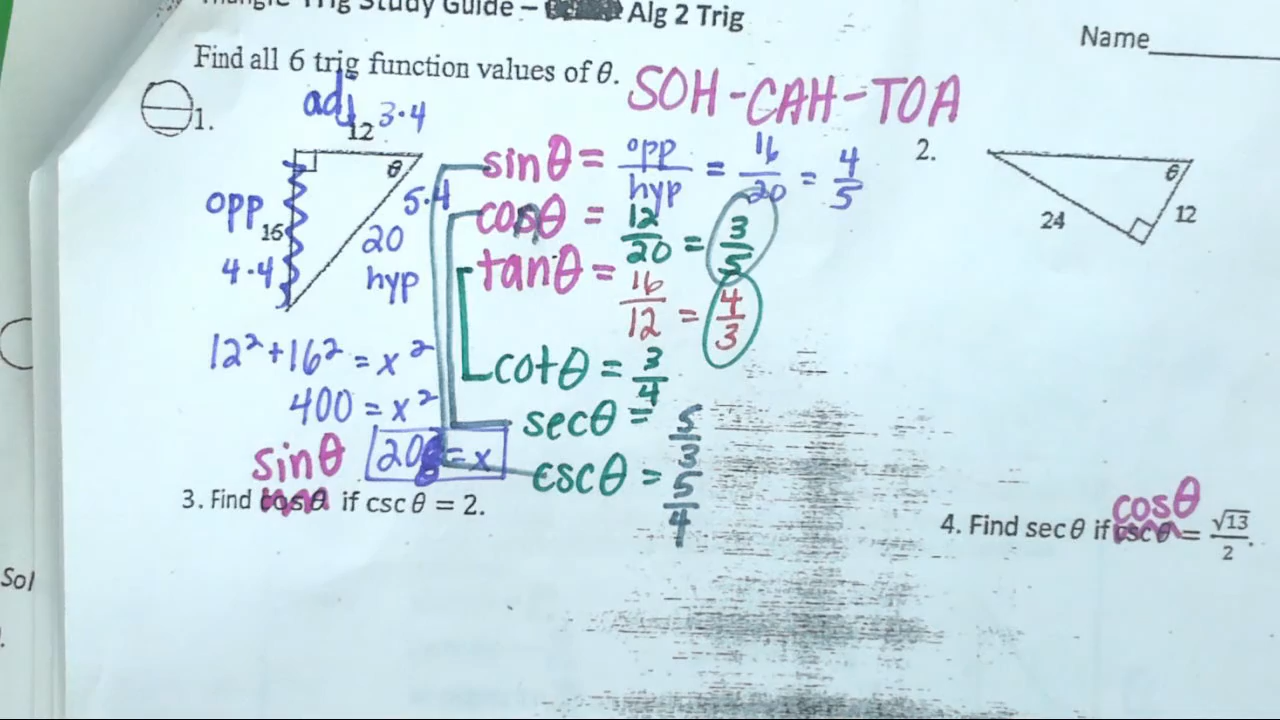 Trig Study Guide – Alg 2 Trig
Name
Find all 6 trig function values of θ.
SOH-CAH-TOA
1.
adj
12 3·4
θ
opp
16
4·4
5·4
20
hyp
12² + 16² = x²
400 = x²
20 = x
sinθ = opp/hyp = 16/20 = 4/5
cosθ = 12/20 = 3/5
tanθ = 16/12 = 4/3
cotθ = 3/4
secθ = 5/3
cscθ = 5/4
2.
θ
24
12
sinθ
3. Find cosθ if csc θ = 2.
cosθ
4. Find sec θ if csc θ = √13/2.
Sol